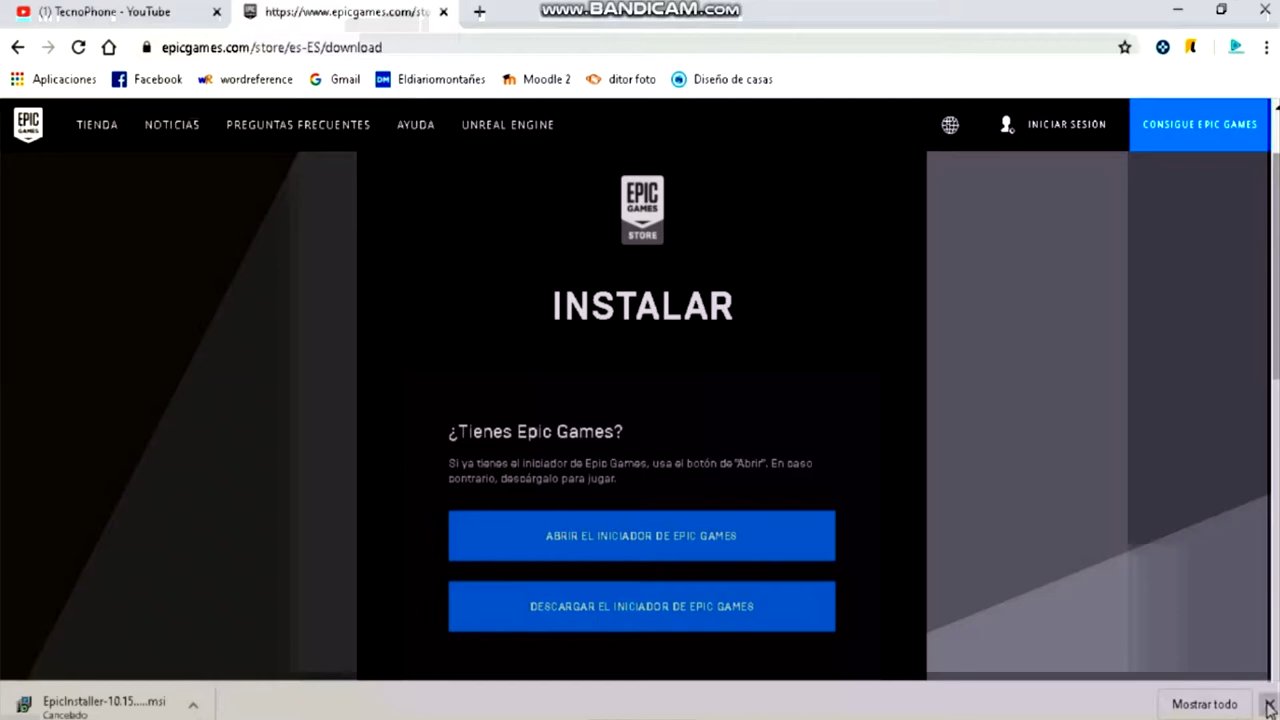 (1) TecnoPhone - YouTube
https://www.epicgames.com/sto
www.BANDICAM.com
epicgames.com/store/es-ES/download
Aplicaciones
Facebook
wR wordreference
G Gmail
DM Eldiariomontañes
Moodle 2
ditor foto
Diseño de casas
EPIC GAMES
TIENDA
NOTICIAS
PREGUNTAS FRECUENTES
AYUDA
UNREAL ENGINE
INICIAR SESIÓN
CONSIGUE EPIC GAMES
EPIC
GAMES
STORE
INSTALAR
¿Tienes Epic Games?
Si ya tienes el iniciador de Epic Games, usa el botón de "Abrir". En caso
contrario, descárgalo para jugar.
ABRIR EL INICIADOR DE EPIC GAMES
DESCARGAR EL INICIADOR DE EPIC GAMES
EpicInstaller-10.15.....msi
Cancelado
Mostrar todo